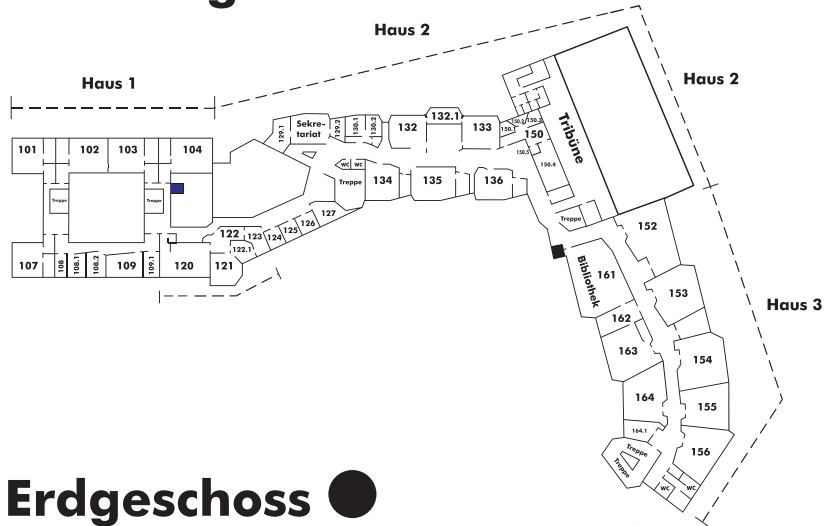 g
Haus 2
Haus 1
Haus 2
101
102
103
104
Treppe
Treppe
107
108
108.1
108.2
109
109.1
120
121
122
122.1
123
124
125
126
127
129.1
Sekre-
tariat
129.2
130.1
130.2
132
132.1
133
WC
WC
Treppe
134
135
136
150.1
150.2
150.3
150
150.5
150.4
Tribüne
Treppe
152
Bibliothek
161
153
Haus 3
162
163
154
164
155
164.1
156
Treppe
Treppe
WC
WC
Erdgeschoss